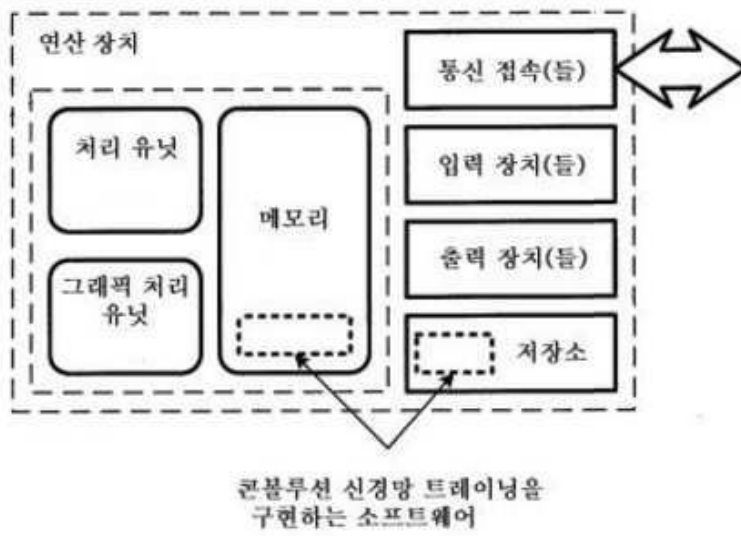 연산 장치
통신 접속(들)
처리 유닛
메모리
입력 장치(들)
그래픽 처리
유닛
출력 장치(들)
저장소
콘볼루션 신경망 트레이닝을
구현하는 소프트웨어